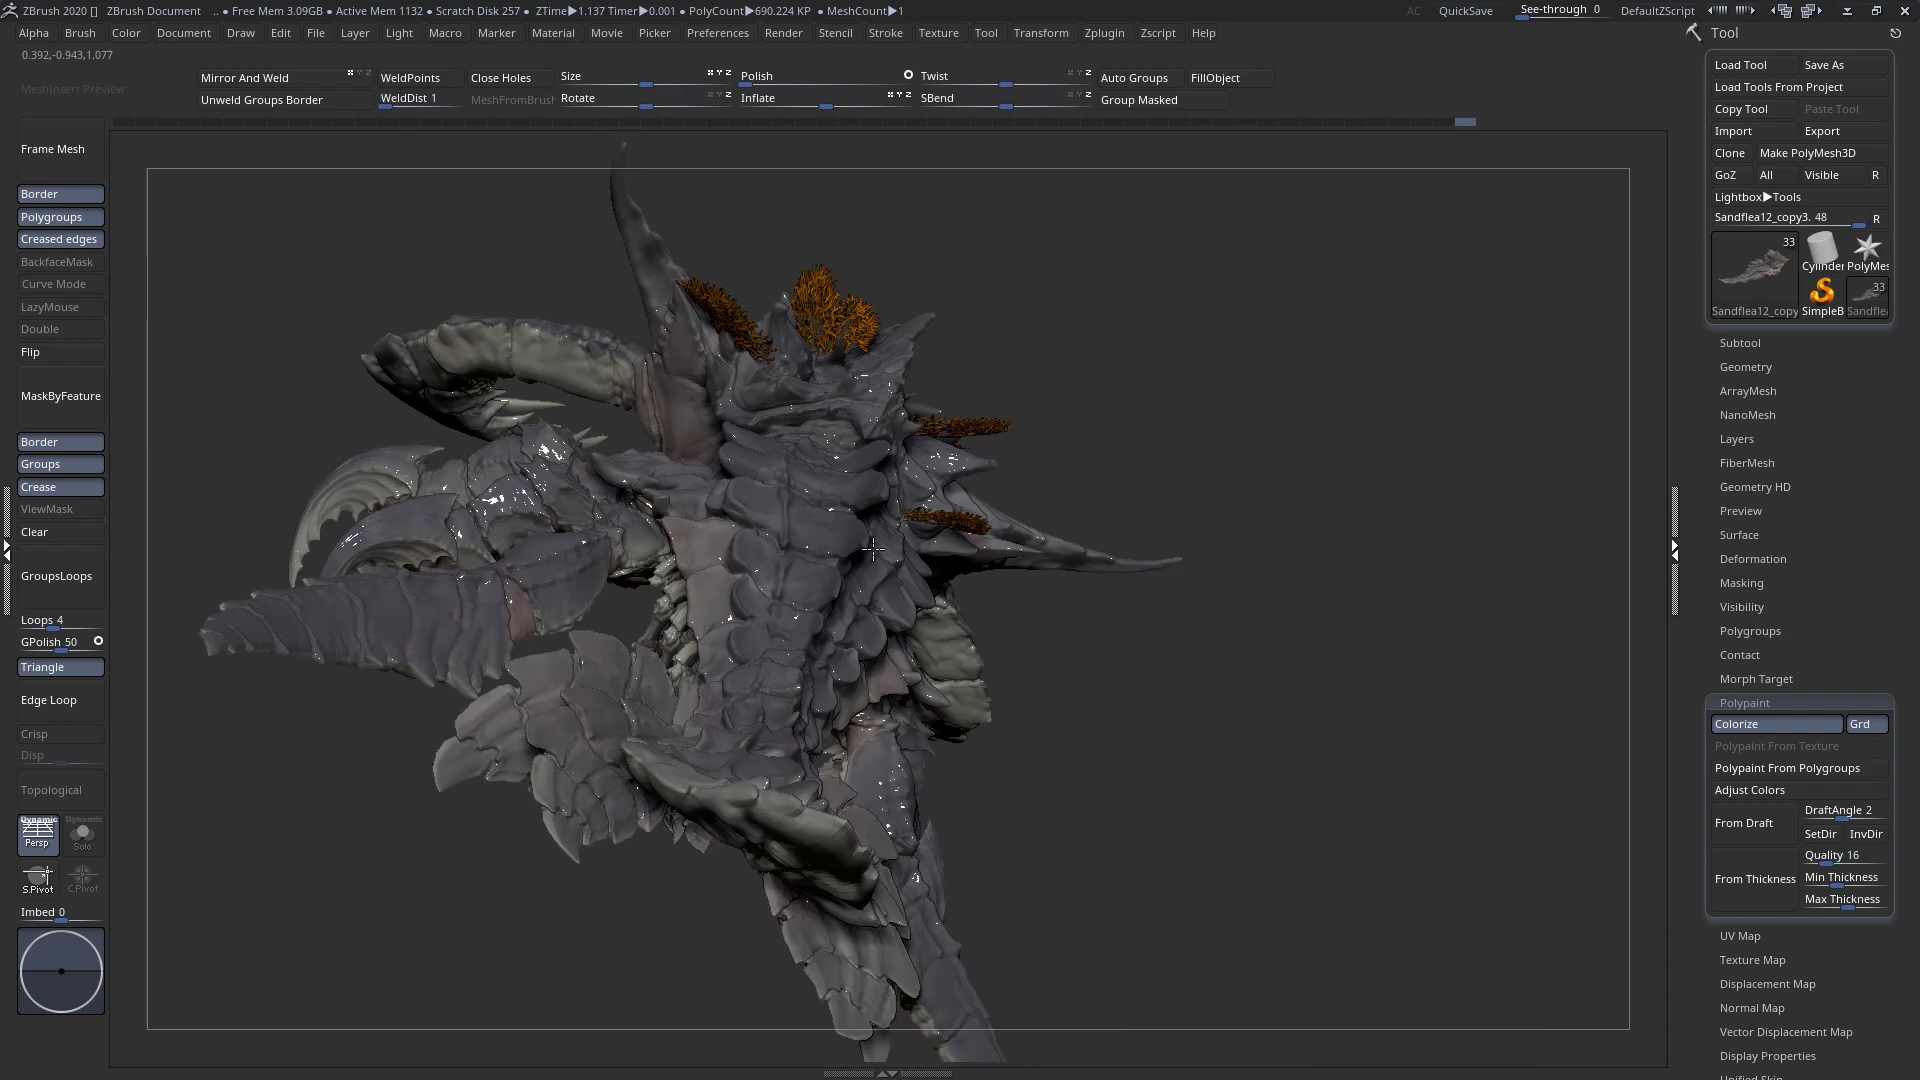 ZBrush 2020 [] ZBrush Document .. • Free Mem 3.09GB • Active Mem 1132 • Scratch Disk 257 • ZTime▶1.137 Timer▶0.001 • PolyCount▶690.224 KP • MeshCount▶1 AC QuickSave See-through 0 DefaultZScript
Alpha Brush Color Document Draw Edit File Layer Light Macro Marker Material Movie Picker Preferences Render Stencil Stroke Texture Tool Transform Zplugin Zscript Help
0.392,-0.943,1.077
MeshInsert Preview
Mirror And Weld WeldPoints Close Holes Size Polish Twist Auto Groups FillObject
Unweld Groups Border WeldDist 1 MeshFromBrush Rotate Inflate SBend Group Masked
Frame Mesh
Border
Polygroups
Creased edges
BackfaceMask
Curve Mode
LazyMouse
Double
Flip
MaskByFeature
Border
Groups
Crease
ViewMask
Clear
GroupsLoops
Loops 4
GPolish 50
Triangle
Edge Loop
Crisp
Disp
Topological
Dynamic Dynamic
Persp Solo
S.Pivot C.Pivot
Imbed 0
Tool
Load Tool Save As
Load Tools From Project
Copy Tool Paste Tool
Import Export
Clone Make PolyMesh3D
GoZ All Visible R
Lightbox▶Tools
Sandflea12_copy3. 48 R
33
Cylinder PolyMes
33
Sandflea12_copy SimpleB Sandflea
Subtool
Geometry
ArrayMesh
NanoMesh
Layers
FiberMesh
Geometry HD
Preview
Surface
Deformation
Masking
Visibility
Polygroups
Contact
Morph Target
Polypaint
Colorize Grd
Polypaint From Texture
Polypaint From Polygroups
Adjust Colors
From Draft DraftAngle 2
SetDir InvDir
From Thickness Quality 16
Min Thickness
Max Thickness
UV Map
Texture Map
Displacement Map
Normal Map
Vector Displacement Map
Display Properties
Unified Skin